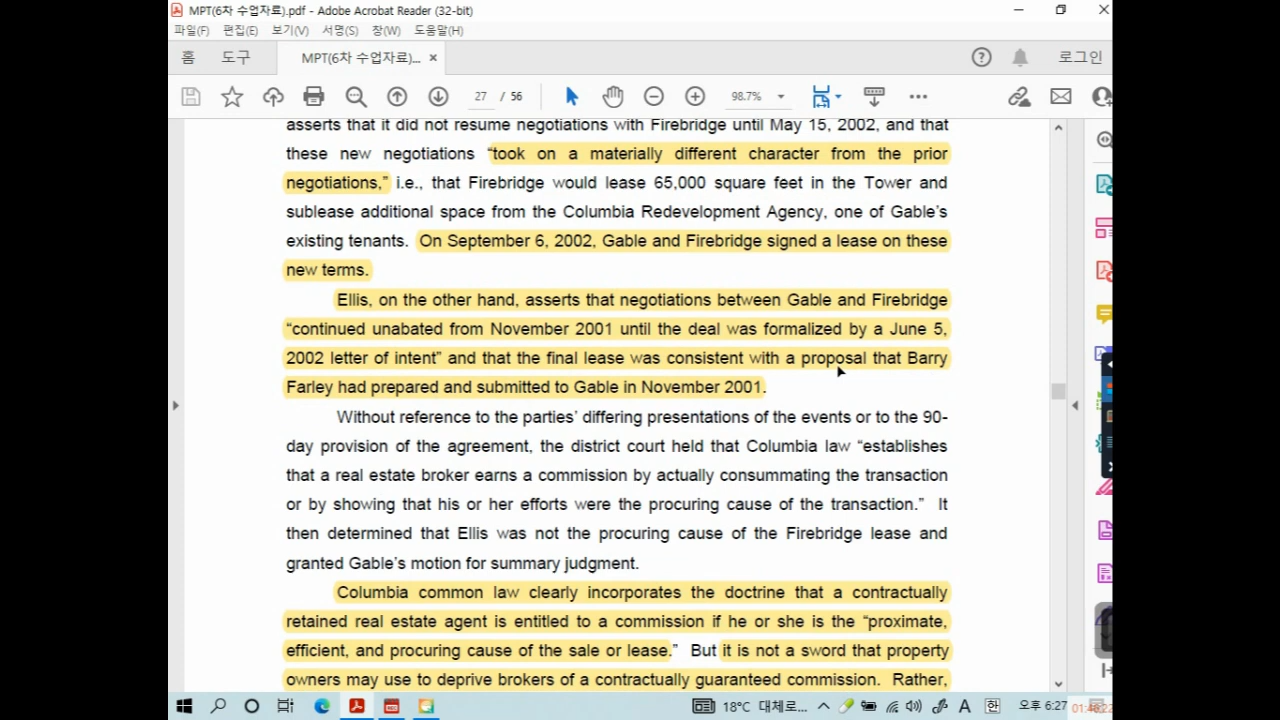 MPT(6차 수업자료).pdf - Adobe Acrobat Reader (32-bit)
파일(F) 편집(E) 보기(V) 서명(S) 창(W) 도움말(H)
홈 도구 MPT(6차 수업자료)... × 로그인
27 / 56 98.7%
asserts that it did not resume negotiations with Firebridge until May 15, 2002, and that
these new negotiations “took on a materially different character from the prior
negotiations,” i.e., that Firebridge would lease 65,000 square feet in the Tower and
sublease additional space from the Columbia Redevelopment Agency, one of Gable’s
existing tenants. On September 6, 2002, Gable and Firebridge signed a lease on these
new terms.
Ellis, on the other hand, asserts that negotiations between Gable and Firebridge
“continued unabated from November 2001 until the deal was formalized by a June 5,
2002 letter of intent” and that the final lease was consistent with a proposal that Barry
Farley had prepared and submitted to Gable in November 2001.
Without reference to the parties’ differing presentations of the events or to the 90-
day provision of the agreement, the district court held that Columbia law “establishes
that a real estate broker earns a commission by actually consummating the transaction
or by showing that his or her efforts were the procuring cause of the transaction.” It
then determined that Ellis was not the procuring cause of the Firebridge lease and
granted Gable’s motion for summary judgment.
Columbia common law clearly incorporates the doctrine that a contractually
retained real estate agent is entitled to a commission if he or she is the “proximate,
efficient, and procuring cause of the sale or lease.” But it is not a sword that property
owners may use to deprive brokers of a contractually guaranteed commission. Rather,
18°C 대체로... A 한 오후 6:27